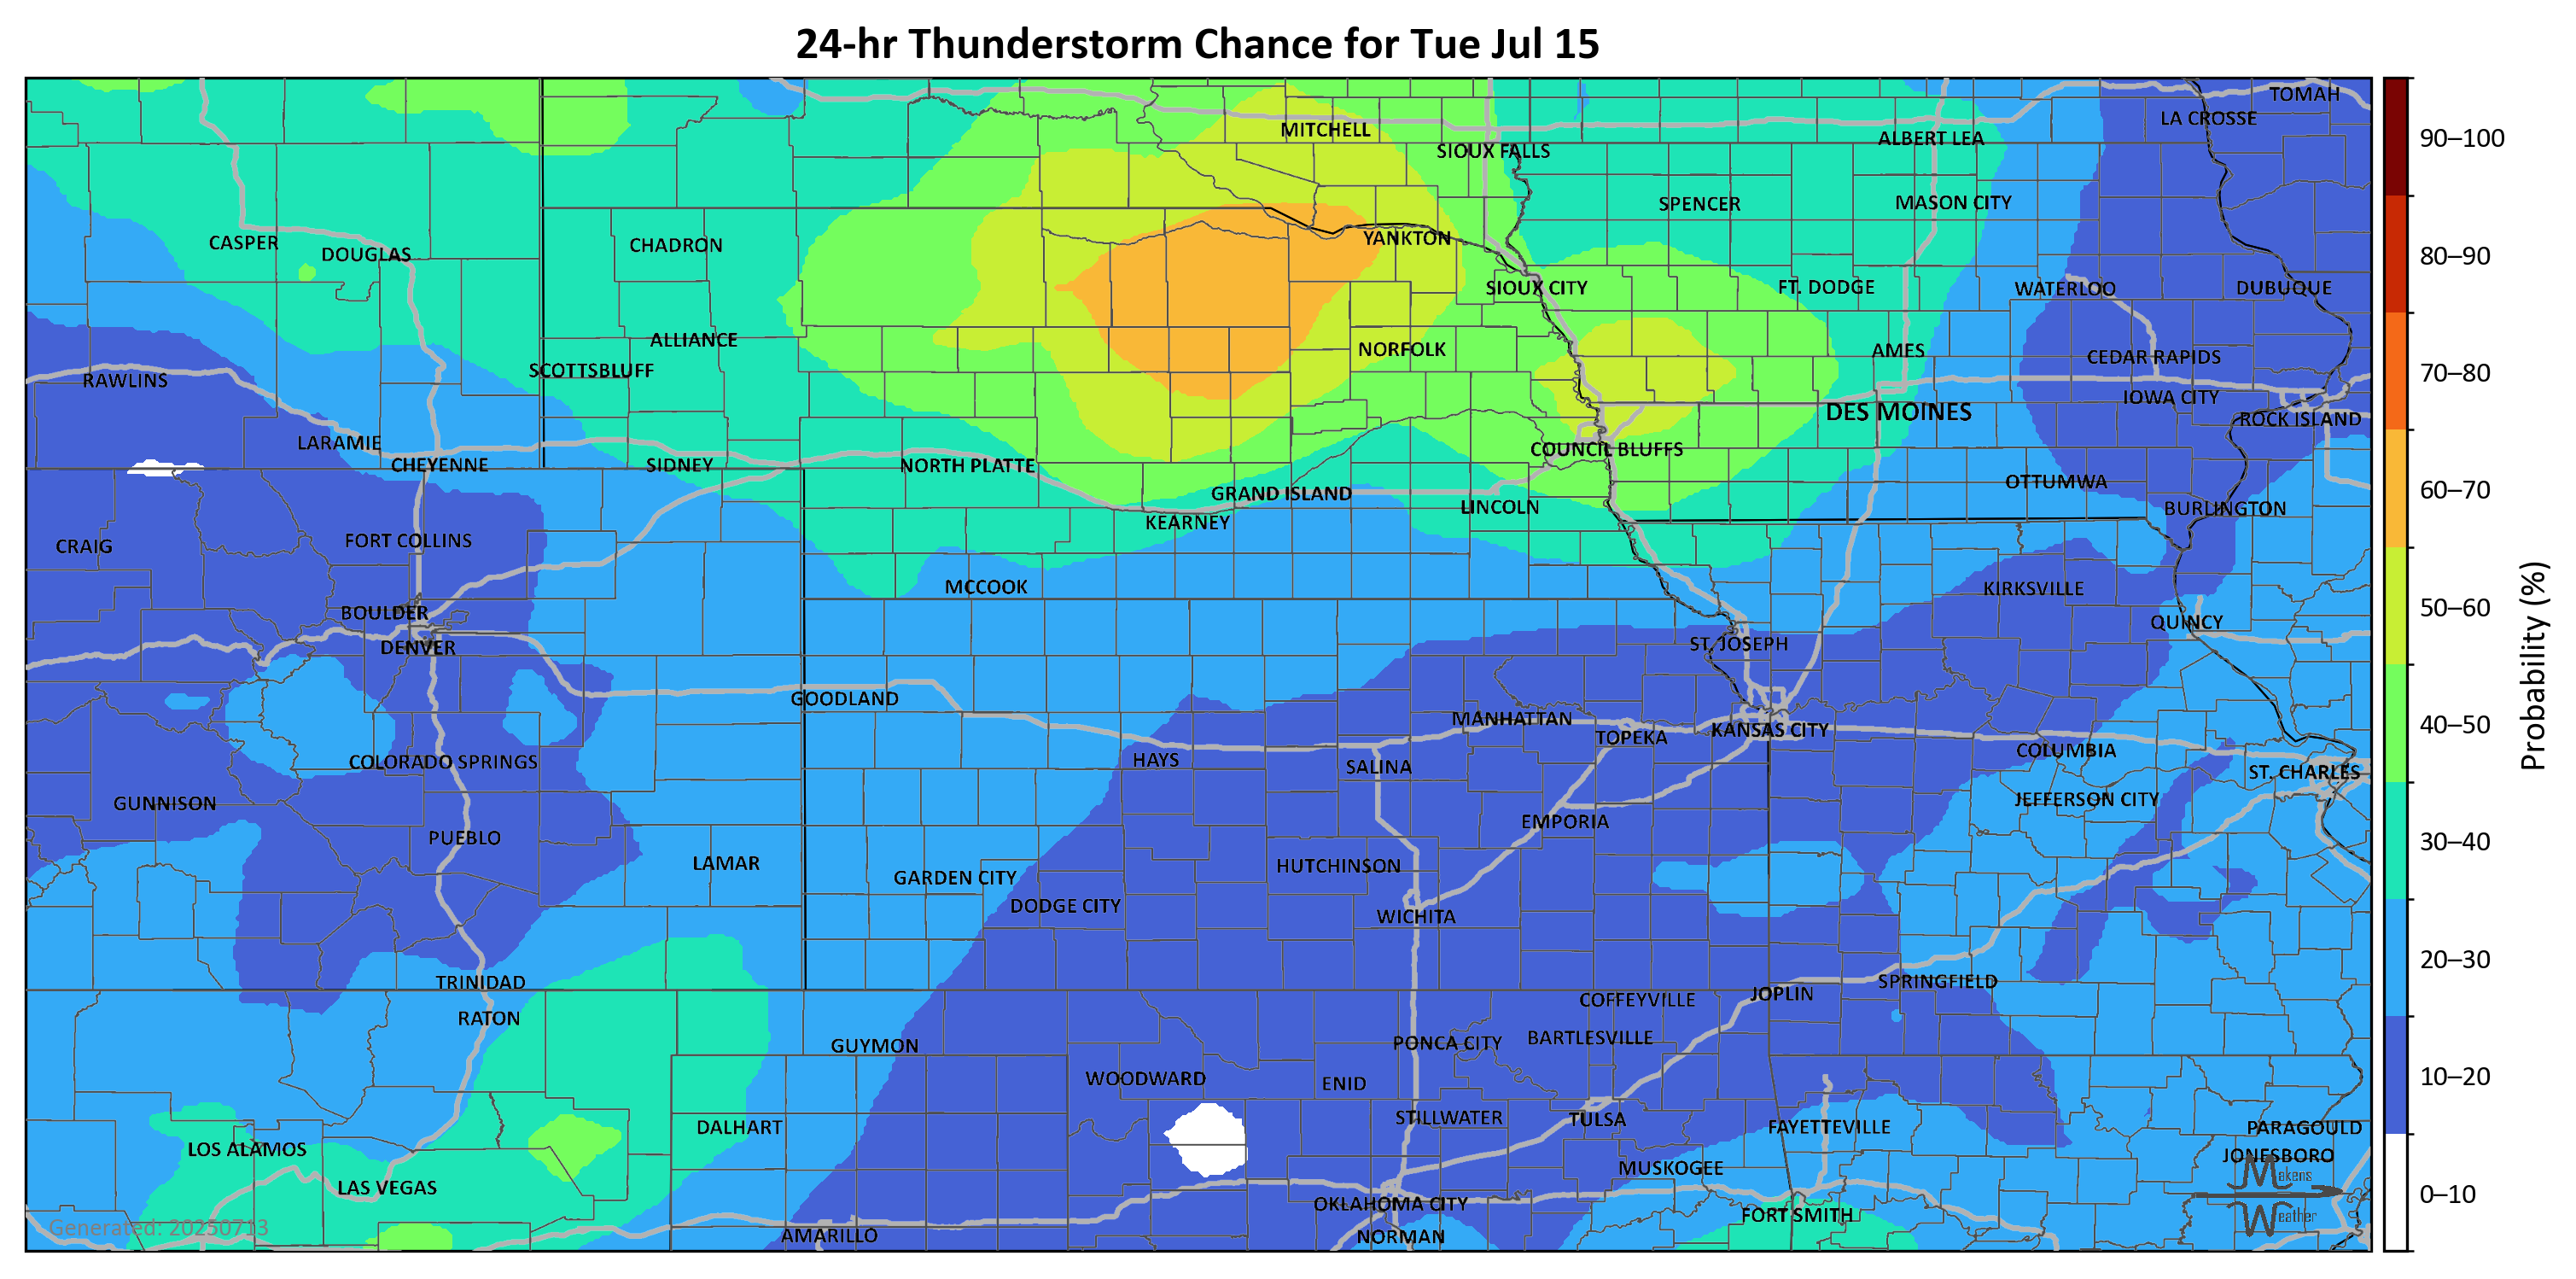 24-hr Thunderstorm Chance for Tue Jul 15
TOMAH
LA CROSSE
MITCHELL
ALBERT LEA
SIOUX FALLS
SPENCER
MASON CITY
CASPER
DOUGLAS
CHADRON
YANKTON
SIOUX CITY
FT. DODGE
WATERLOO
DUBUQUE
ALLIANCE
NORFOLK
AMES
CEDAR RAPIDS
RAWLINS
SCOTTSBLUFF
IOWA CITY
DES MOINES
ROCK ISLAND
LARAMIE
COUNCIL BLUFFS
CHEYENNE
SIDNEY
NORTH PLATTE
OTTUMWA
GRAND ISLAND
LINCOLN
BURLINGTON
KEARNEY
CRAIG
FORT COLLINS
MCCOOK
KIRKSVILLE
BOULDER
QUINCY
DENVER
ST. JOSEPH
GOODLAND
MANHATTAN
TOPEKA
KANSAS CITY
COLUMBIA
COLORADO SPRINGS
HAYS
SALINA
ST. CHARLES
GUNNISON
JEFFERSON CITY
PUEBLO
EMPORIA
LAMAR
HUTCHINSON
GARDEN CITY
DODGE CITY
WICHITA
TRINIDAD
SPRINGFIELD
JOPLIN
COFFEYVILLE
RATON
BARTLESVILLE
GUYMON
PONCA CITY
WOODWARD
ENID
STILLWATER
TULSA
DALHART
FAYETTEVILLE
PARAGOULD
LOS ALAMOS
JONESBORO
MUSKOGEE
LAS VEGAS
OKLAHOMA CITY
FORT SMITH
AMARILLO
NORMAN
Generated: 20250713
Makens
Weather
90–100
80–90
70–80
60–70
50–60
40–50
30–40
20–30
10–20
0–10
Probability (%)